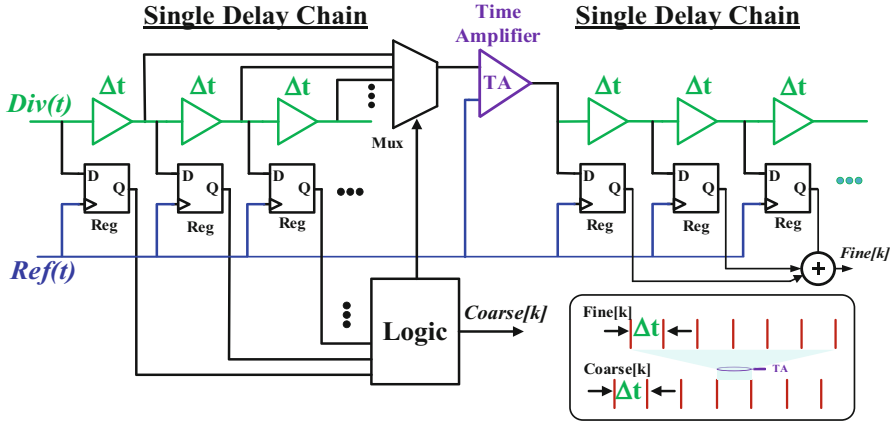 Single Delay Chain
Time
Amplifier
Single Delay Chain
Δt
Δt
Δt
TA
Δt
Δt
Δt
Div(t)
Mux
D
Q
Reg
D
Q
Reg
D
Q
Reg
D
Q
Reg
D
Q
Reg
D
Q
Reg
Ref(t)
+
Fine[k]
Logic
Coarse[k]
Fine[k]
Δt
Coarse[k]
TA
Δt